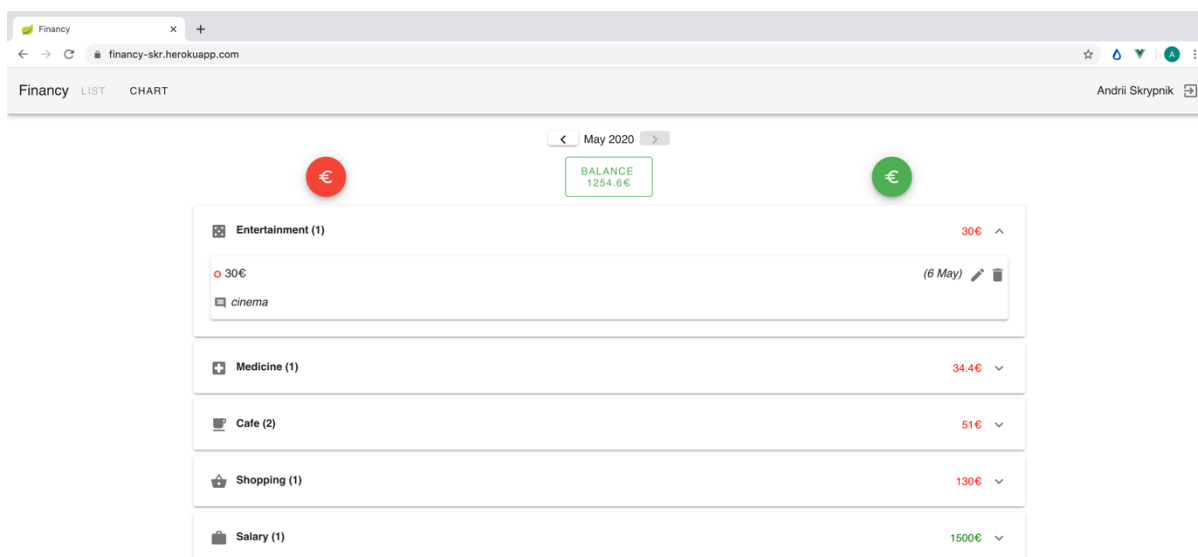 Financy
financy-skr.herokuapp.com
A
Financy LIST CHART Andrii Skrypnik
May 2020
€ BALANCE €
1254.6€
Entertainment (1) 30€
30€ (6 May)
cinema
Medicine (1) 34.4€
Cafe (2) 51€
Shopping (1) 130€
Salary (1) 1500€